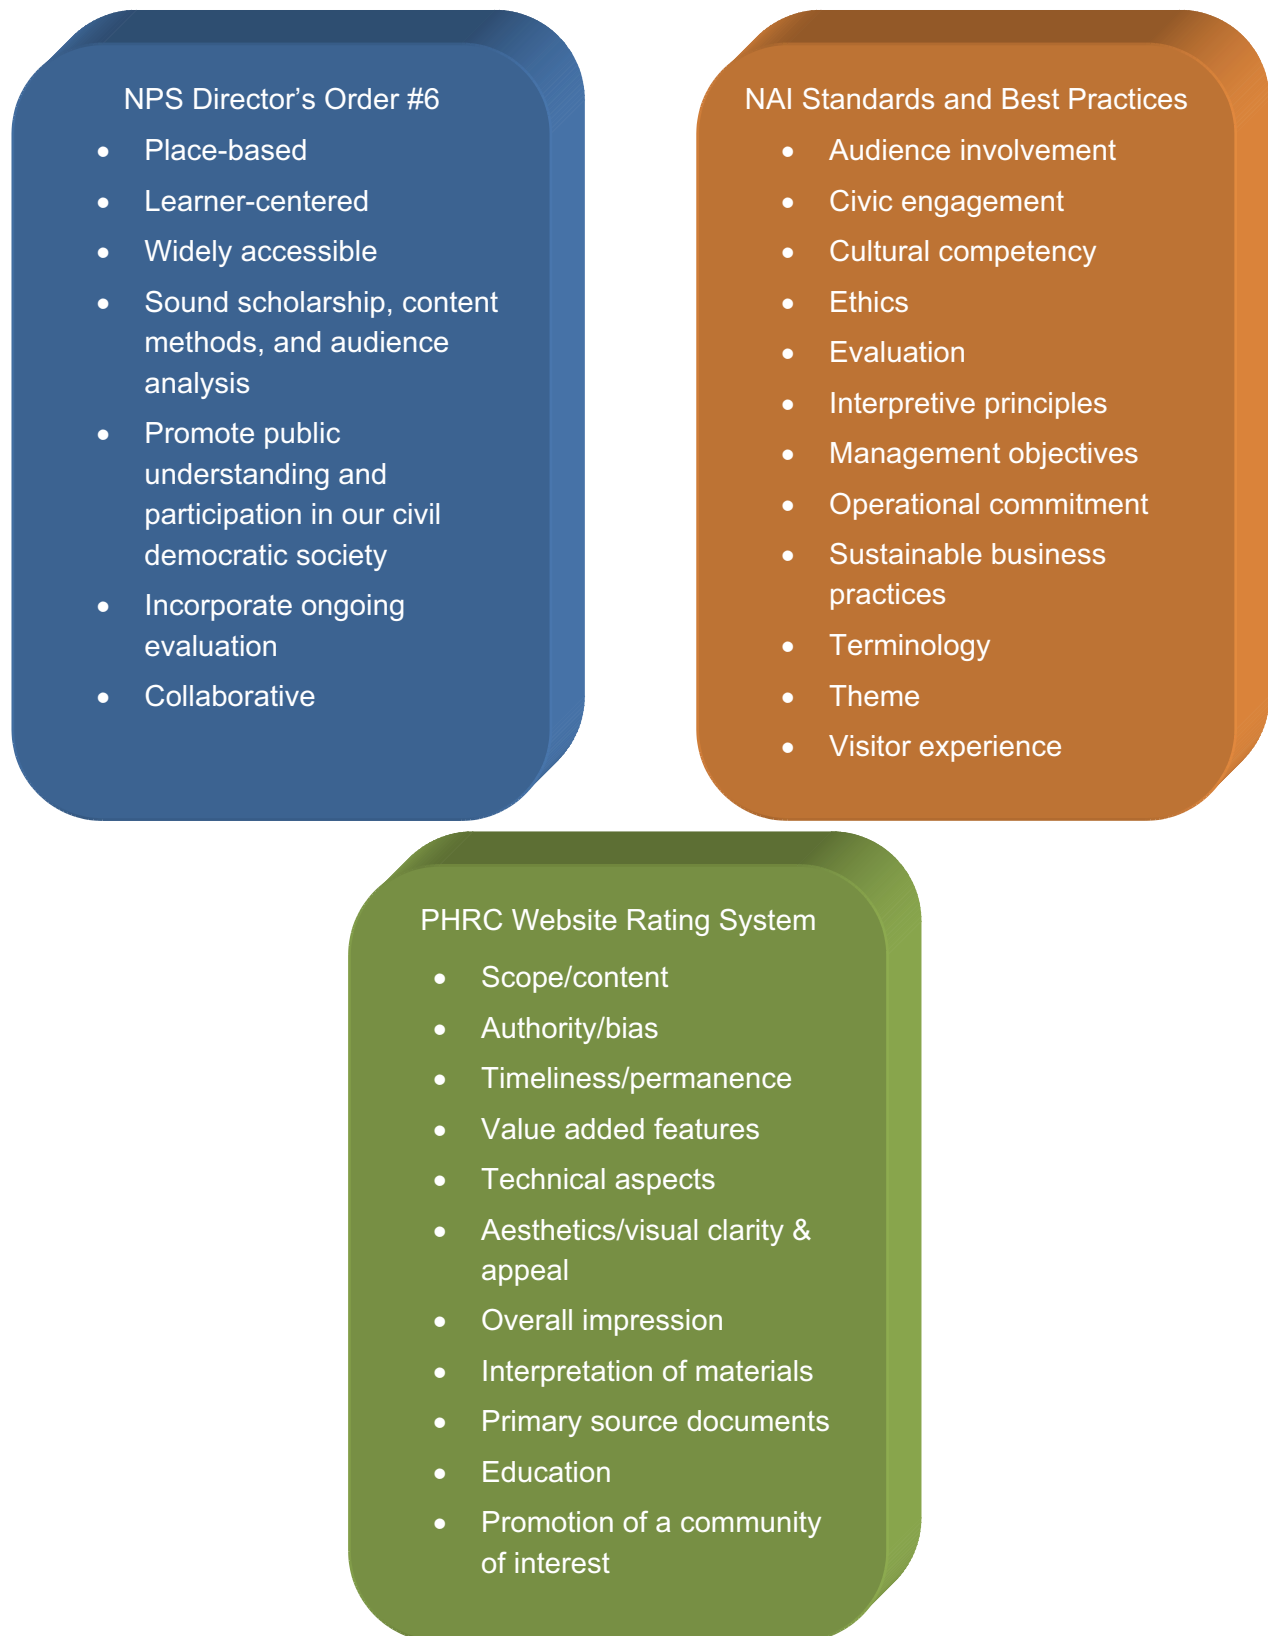 NPS Director’s Order #6
• Place-based
• Learner-centered
• Widely accessible
• Sound scholarship, content
methods, and audience
analysis
• Promote public
understanding and
participation in our civil
democratic society
• Incorporate ongoing
evaluation
• Collaborative
NAI Standards and Best Practices
• Audience involvement
• Civic engagement
• Cultural competency
• Ethics
• Evaluation
• Interpretive principles
• Management objectives
• Operational commitment
• Sustainable business
practices
• Terminology
• Theme
• Visitor experience
PHRC Website Rating System
• Scope/content
• Authority/bias
• Timeliness/permanence
• Value added features
• Technical aspects
• Aesthetics/visual clarity &
appeal
• Overall impression
• Interpretation of materials
• Primary source documents
• Education
• Promotion of a community
of interest